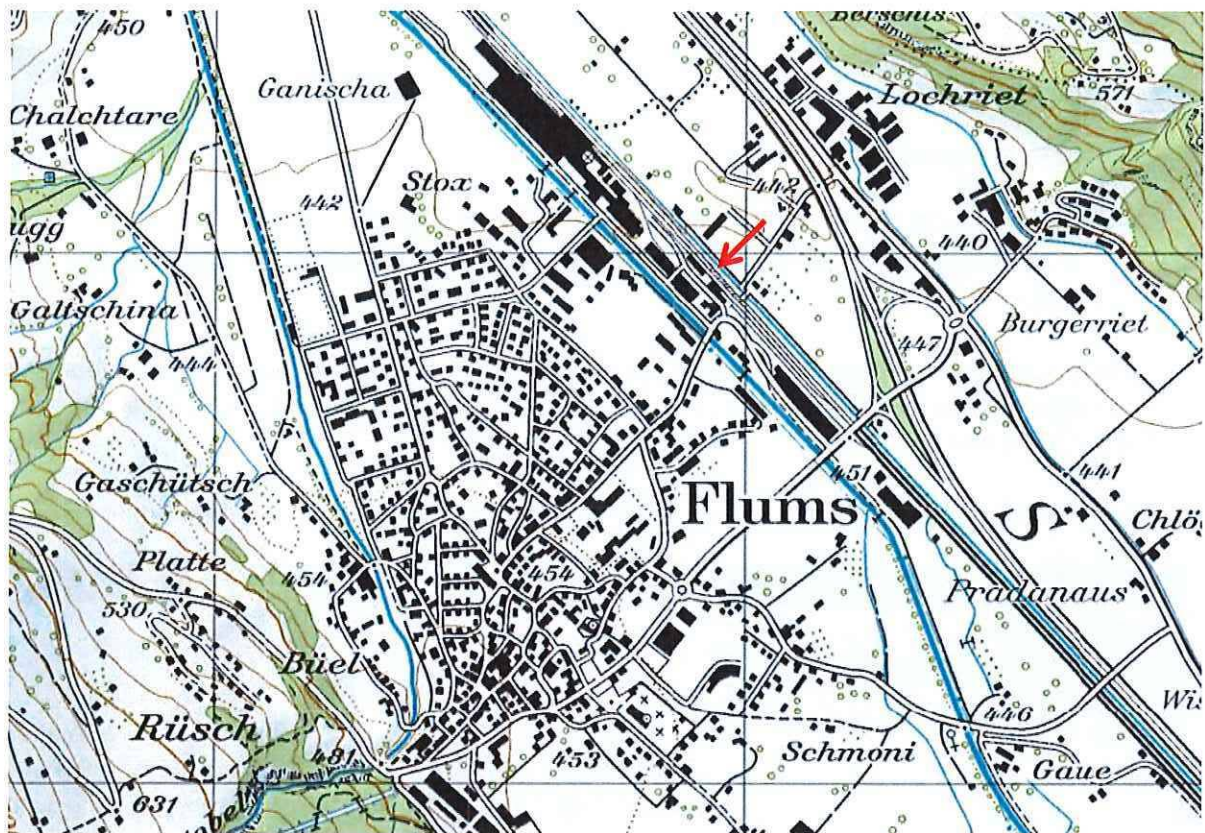 450
Berschis
Ganischa
Lochriet
571
Chalchtare
Stox
442
442
ugg
440
Galtschina
Burgerriet
447
444
441
Gaschütsch
451
Flums
S
Chlö
Platte
454
454
530
Pradanaus
Büel
Rüsch
446
Wis
481
453
Schmoni
Gaue
631
abel